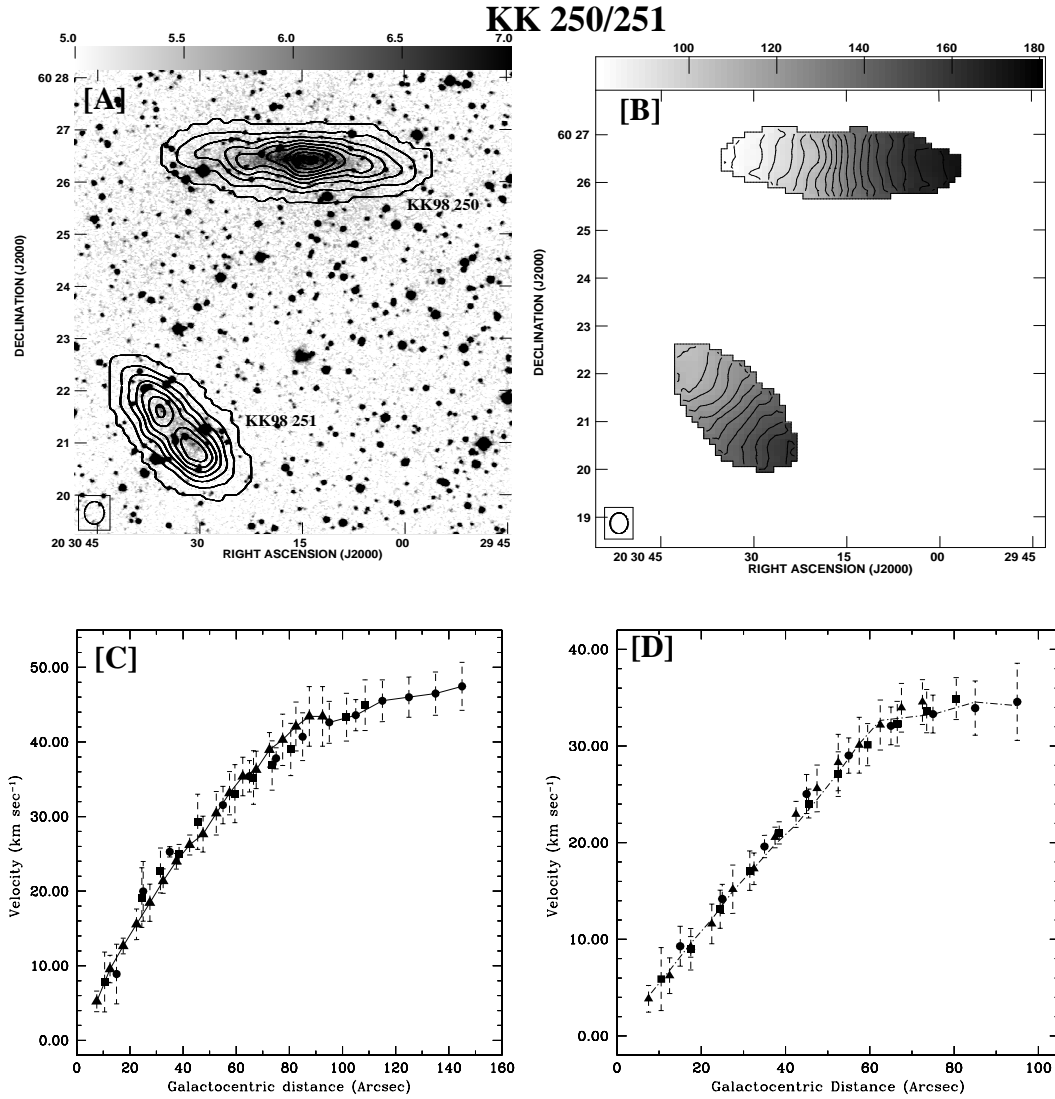 KK 250/251
5.0 5.5 6.0 6.5 7.0
[A]
60 28
27
26
25
24
23
22
21
20
DECLINATION (J2000)
KK98 250
KK98 251
20 30 45 30 15 00 29 45
RIGHT ASCENSION (J2000)
100 120 140 160 180
[B]
60 27
26
25
24
23
22
21
20
19
DECLINATION (J2000)
20 30 45 30 15 00 29 45
RIGHT ASCENSION (J2000)
[C]
50.00
40.00
30.00
20.00
10.00
0.00
Velocity (km sec⁻¹)
0 20 40 60 80 100 120 140 160
Galactocentric distance (Arcsec)
[D]
40.00
30.00
20.00
10.00
0.00
Velocity (km sec⁻¹)
0 20 40 60 80 100
Galactocentric Distance (Arcsec)